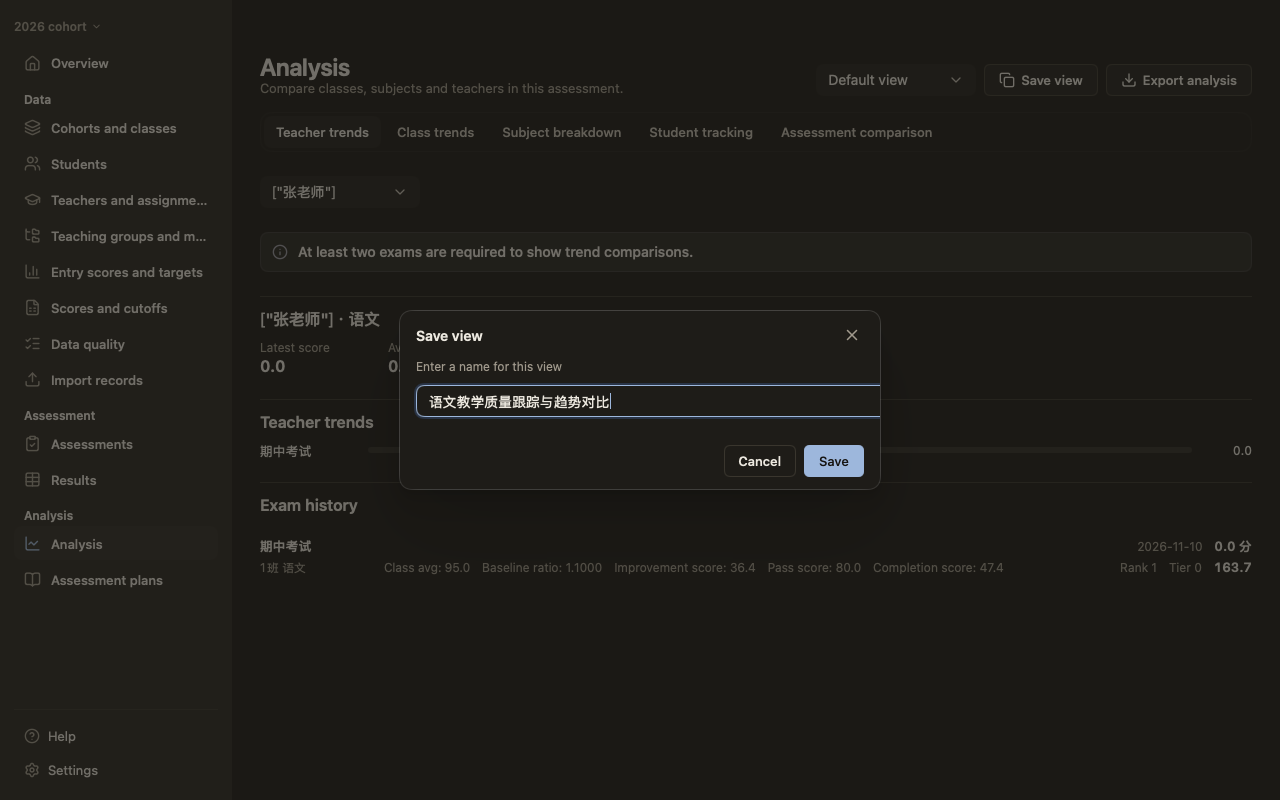 2026 cohort
Overview
Data
Cohorts and classes
Students
Teachers and assignme...
Teaching groups and m...
Entry scores and targets
Scores and cutoffs
Data quality
Import records
Assessment
Assessments
Results
Analysis
Analysis
Assessment plans
Help
Settings
Analysis
Compare classes, subjects and teachers in this assessment.
Default view
Save view
Export analysis
Teacher trends Class trends Subject breakdown Student tracking Assessment comparison
["张老师"]
At least two exams are required to show trend comparisons.
["张老师"] · 语文
Latest score
0.0
Save view
Enter a name for this view
语文教学质量跟踪与趋势对比
Cancel Save
Teacher trends
期中考试 0.0
Exam history
期中考试 2026-11-10 0.0 分
1班 语文 Class avg: 95.0 Baseline ratio: 1.1000 Improvement score: 36.4 Pass score: 80.0 Completion score: 47.4 Rank 1 Tier 0 163.7